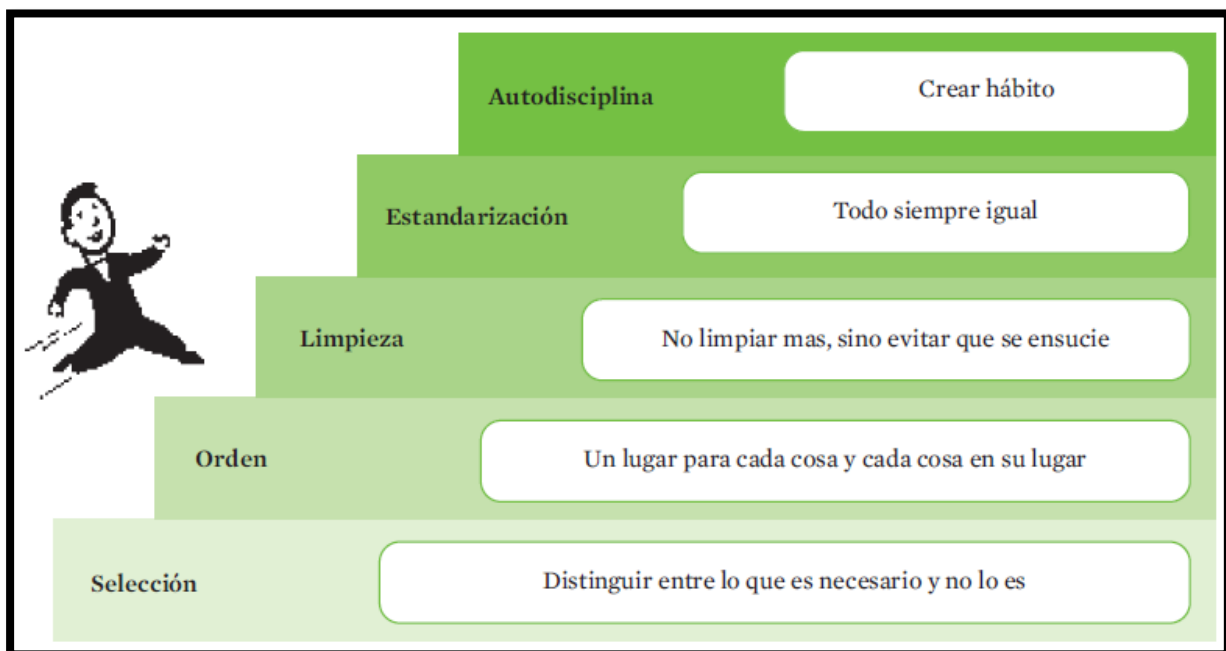 Autodisciplina
Crear hábito
Estandarización
Todo siempre igual
Limpieza
No limpiar mas, sino evitar que se ensucie
Orden
Un lugar para cada cosa y cada cosa en su lugar
Selección
Distinguir entre lo que es necesario y no lo es